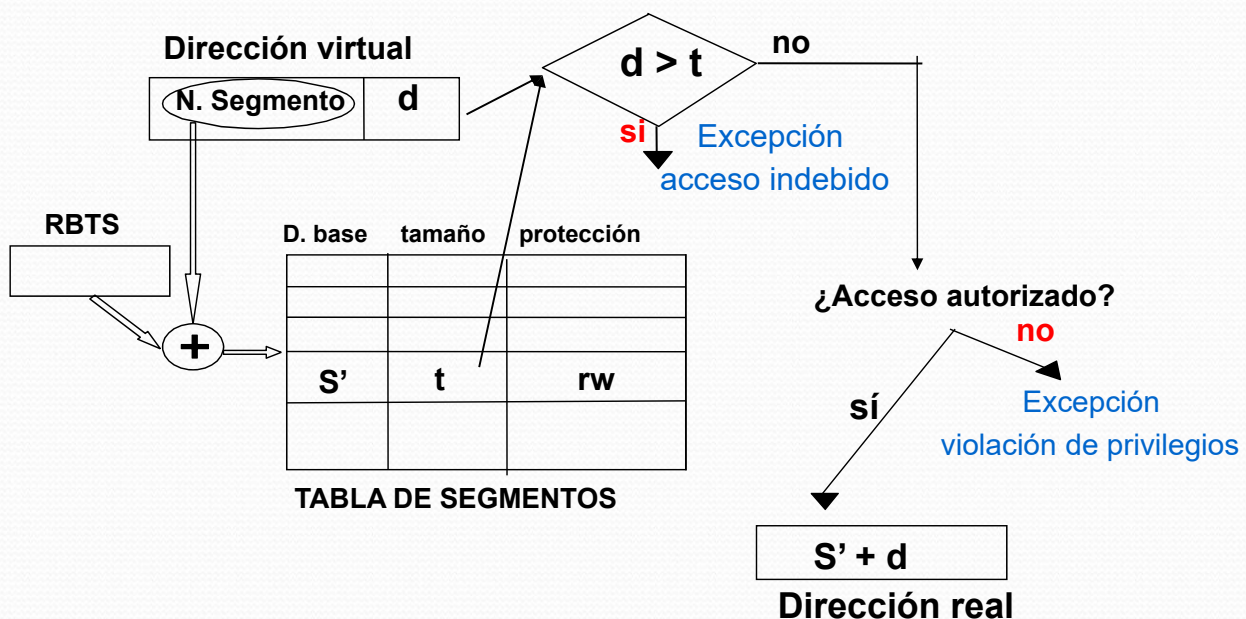 Dirección virtual
N. Segmento d
d > t
no
si
Excepción
acceso indebido
RBTS
D. base tamaño protección
+
S’ t rw
TABLA DE SEGMENTOS
¿Acceso autorizado?
no
sí
Excepción
violación de privilegios
S’ + d
Dirección real